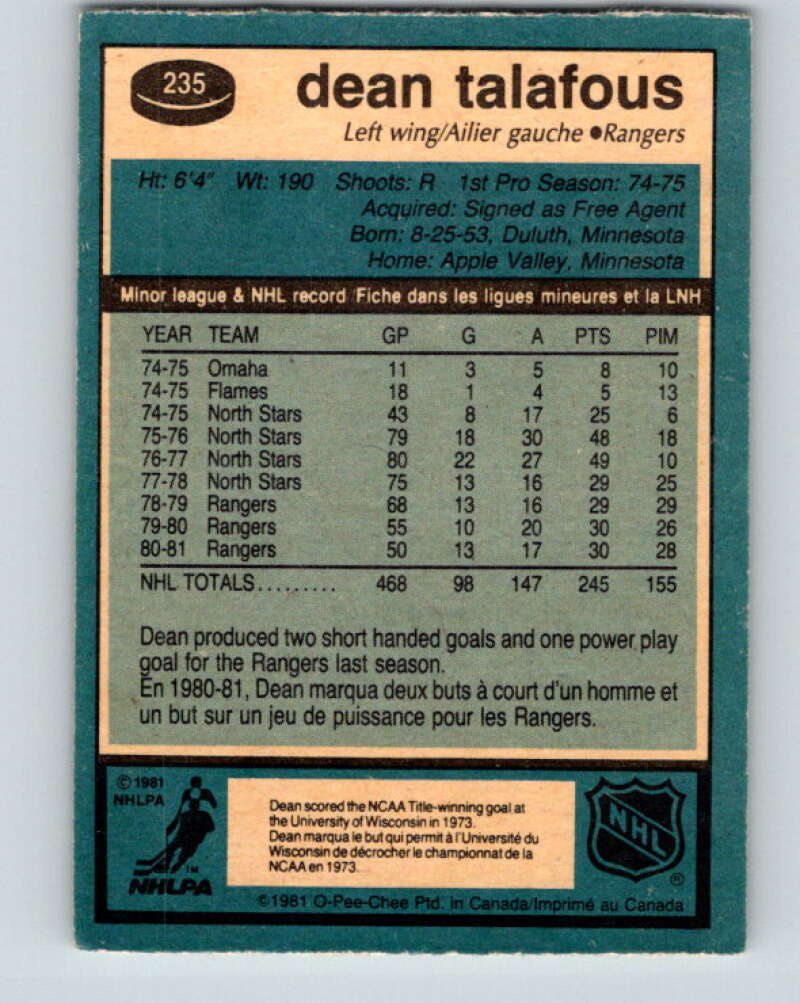 235
dean talafous
Left wing/Ailier gauche ●Rangers
Ht: 6'4" Wt: 190 Shoots: R 1st Pro Season: 74-75
Acquired: Signed as Free Agent
Born: 8-25-53, Duluth, Minnesota
Home: Apple Valley, Minnesota
Minor league & NHL record/Fiche dans les ligues mineures et la LNH
YEAR TEAM GP G A PTS PIM
74-75 Omaha 11 3 5 8 10
74-75 Flames 18 1 4 5 13
74-75 North Stars 43 8 17 25 6
75-76 North Stars 79 18 30 48 18
76-77 North Stars 80 22 27 49 10
77-78 North Stars 75 13 16 29 25
78-79 Rangers 68 13 16 29 29
79-80 Rangers 55 10 20 30 26
80-81 Rangers 50 13 17 30 28
NHL TOTALS......... 468 98 147 245 155
Dean produced two short handed goals and one power play
goal for the Rangers last season.
En 1980-81, Dean marqua deux buts à court d'un homme et
un but sur un jeu de puissance pour les Rangers.
©1981
NHLPA
TM
NHLPA
Dean scored the NCAA Title-winning goal at
the University of Wisconsin in 1973.
Dean marqua le but qui permit à l'Université du
Wisconsin de décrocher le championnat de la
NCAA en 1973.
NHL
®
©1981 O-Pee-Chee Ptd. in Canada/Imprimé au Canada